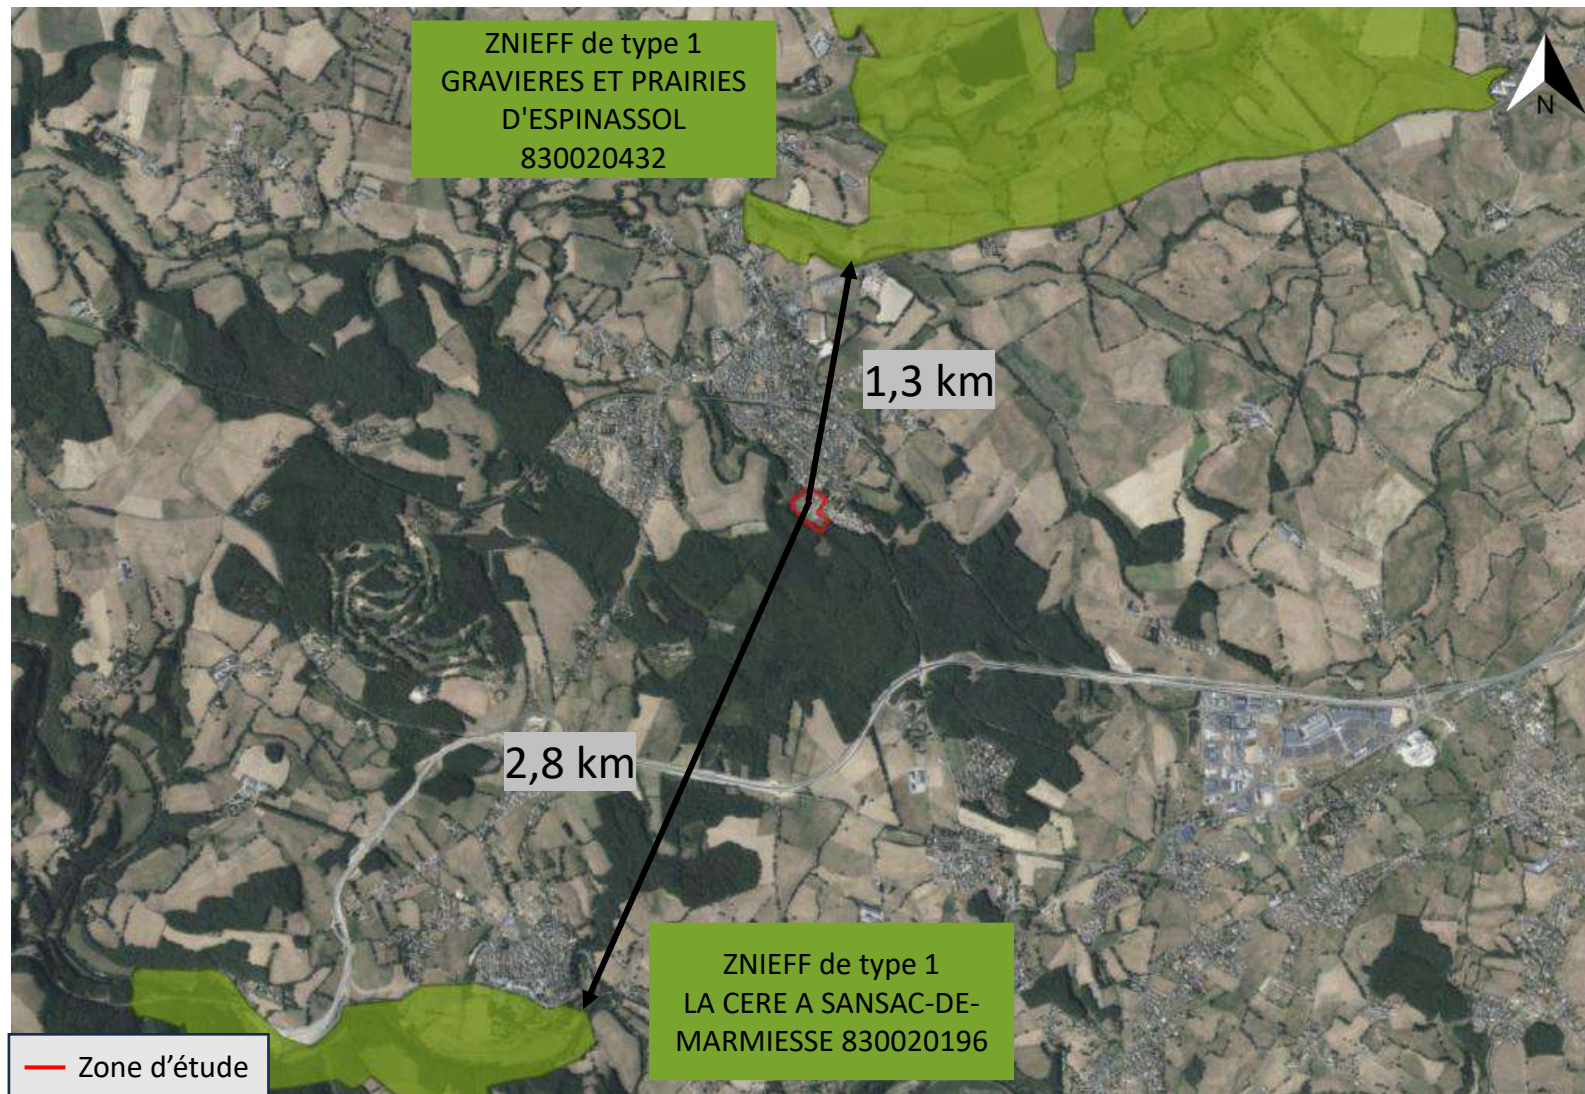 ZNIEFF de type 1
GRAVIERES ET PRAIRIES
D'ESPINASSOL
830020432
N
1,3 km
2,8 km
ZNIEFF de type 1
LA CERE A SANSAC-DE-
MARMIESSE 830020196
Zone d'étude